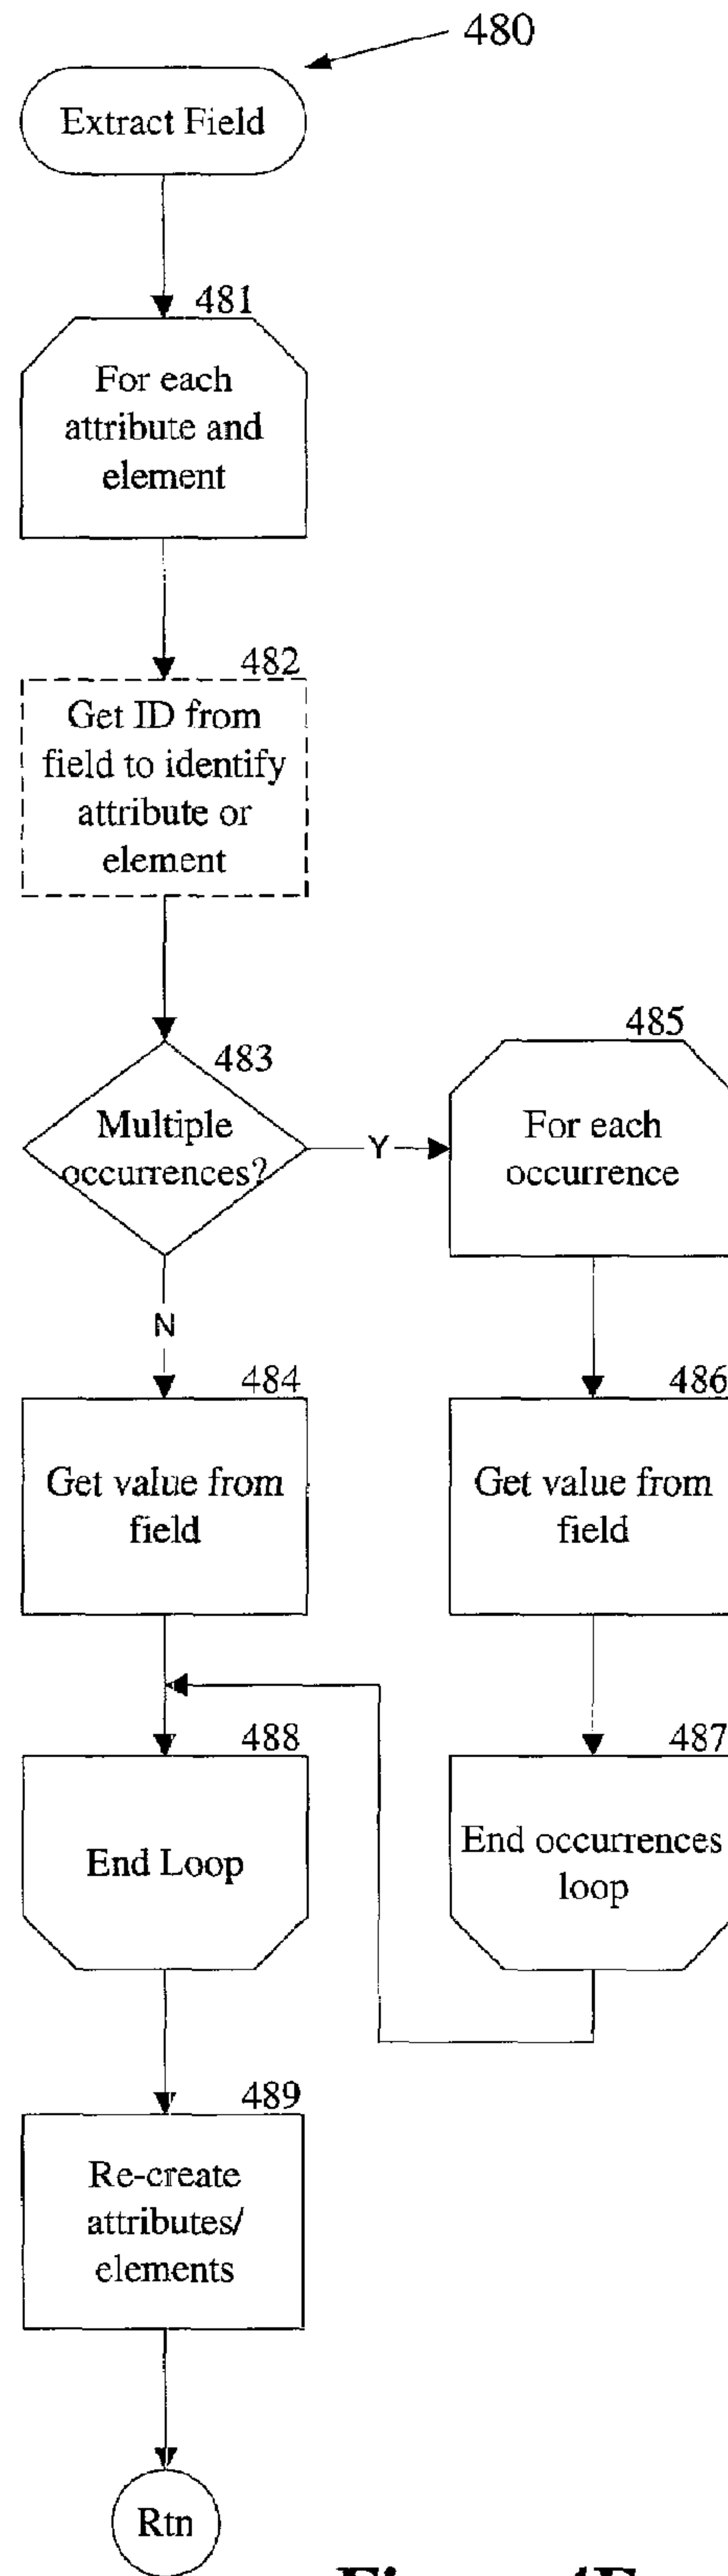 480
Extract Field
481
For each
attribute and
element
482
Get ID from
field to identify
attribute or
element
483
Multiple
occurrences?
Y
485
For each
occurrence
N
484
Get value from
field
486
Get value from
field
488
End Loop
487
End occurrences
loop
489
Re-create
attributes/
elements
Rtn